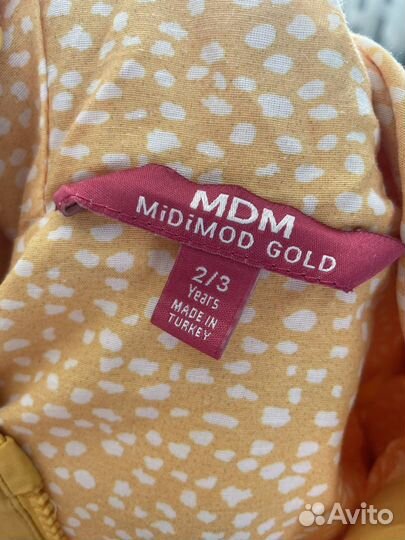 MDM
MiDiMOD GOLD
2/3
Years
MADE IN
TURKEY
Avito